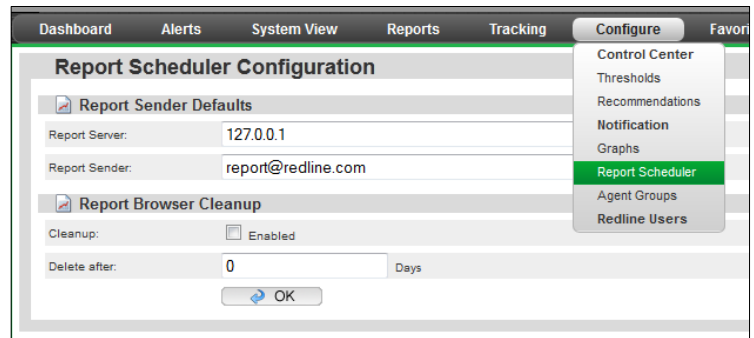 Dashboard Alerts System View Reports Tracking Configure Favori
Report Scheduler Configuration
Report Sender Defaults
Report Server: 127.0.0.1
Report Sender: report@redline.com
Report Browser Cleanup
Cleanup: Enabled
Delete after: 0 Days
OK
Control Center
Thresholds
Recommendations
Notification
Graphs
Report Scheduler
Agent Groups
Redline Users